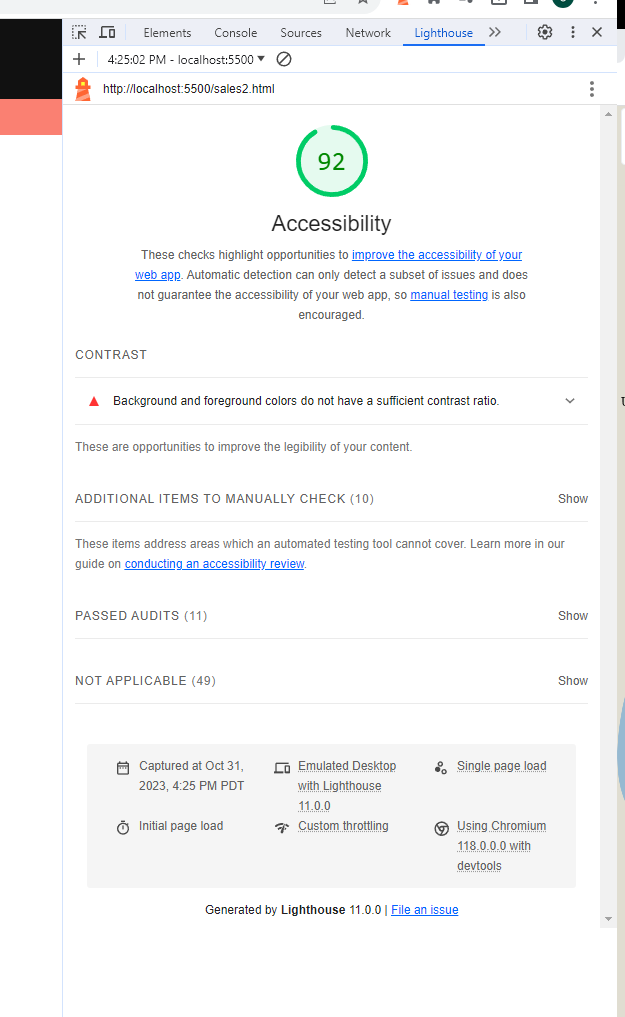 Elements Console Sources Network Lighthouse
4:25:02 PM - localhost:5500
http://localhost:5500/sales2.html
92
Accessibility
These checks highlight opportunities to improve the accessibility of your
web app. Automatic detection can only detect a subset of issues and does
not guarantee the accessibility of your web app, so manual testing is also
encouraged.
CONTRAST
Background and foreground colors do not have a sufficient contrast ratio.
These are opportunities to improve the legibility of your content.
ADDITIONAL ITEMS TO MANUALLY CHECK (10) Show
These items address areas which an automated testing tool cannot cover. Learn more in our
guide on conducting an accessibility review.
PASSED AUDITS (11) Show
NOT APPLICABLE (49) Show
Captured at Oct 31,
2023, 4:25 PM PDT
Emulated Desktop
with Lighthouse
11.0.0
Single page load
Initial page load
Custom throttling
Using Chromium
118.0.0.0 with
devtools
Generated by Lighthouse 11.0.0 | File an issue